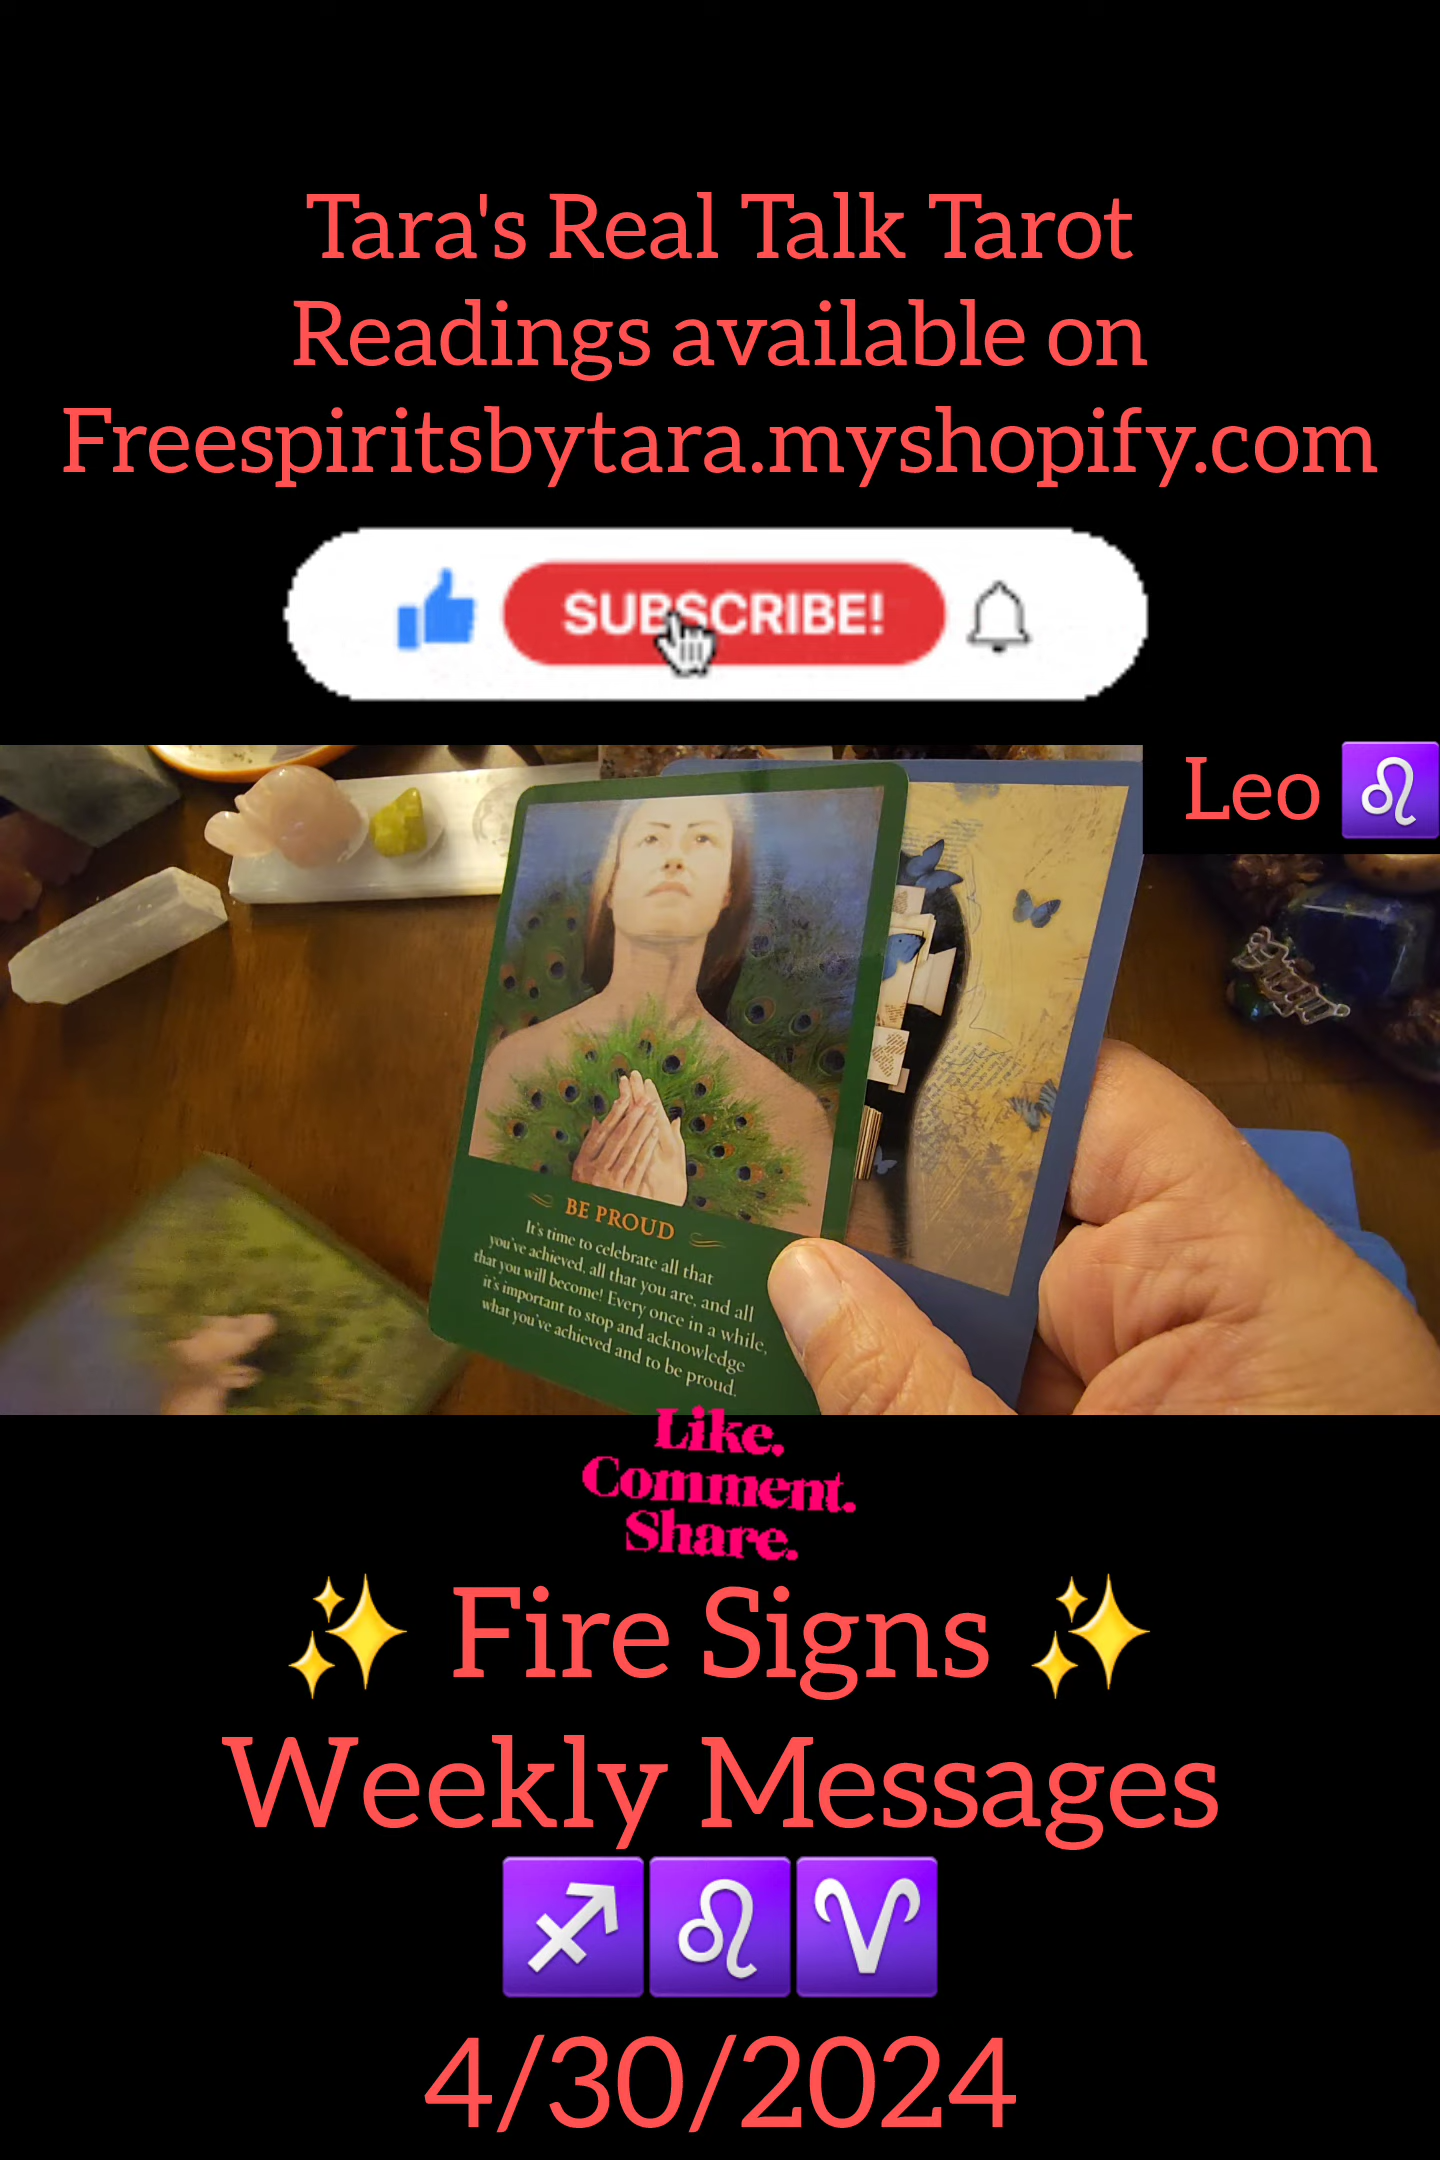 Tara's Real Talk Tarot
Readings available on
Freespiritsbytara.myshopify.com
SUBSCRIBE!
Leo ♌
BE PROUD
It's time to celebrate all that
you've achieved, all that you are, and all
that you will become! Every once in a while,
it's important to stop and acknowledge
what you've achieved and to be proud.
Like.
Comment.
Share.
✨ Fire Signs ✨
Weekly Messages
♐♌♈
4/30/2024